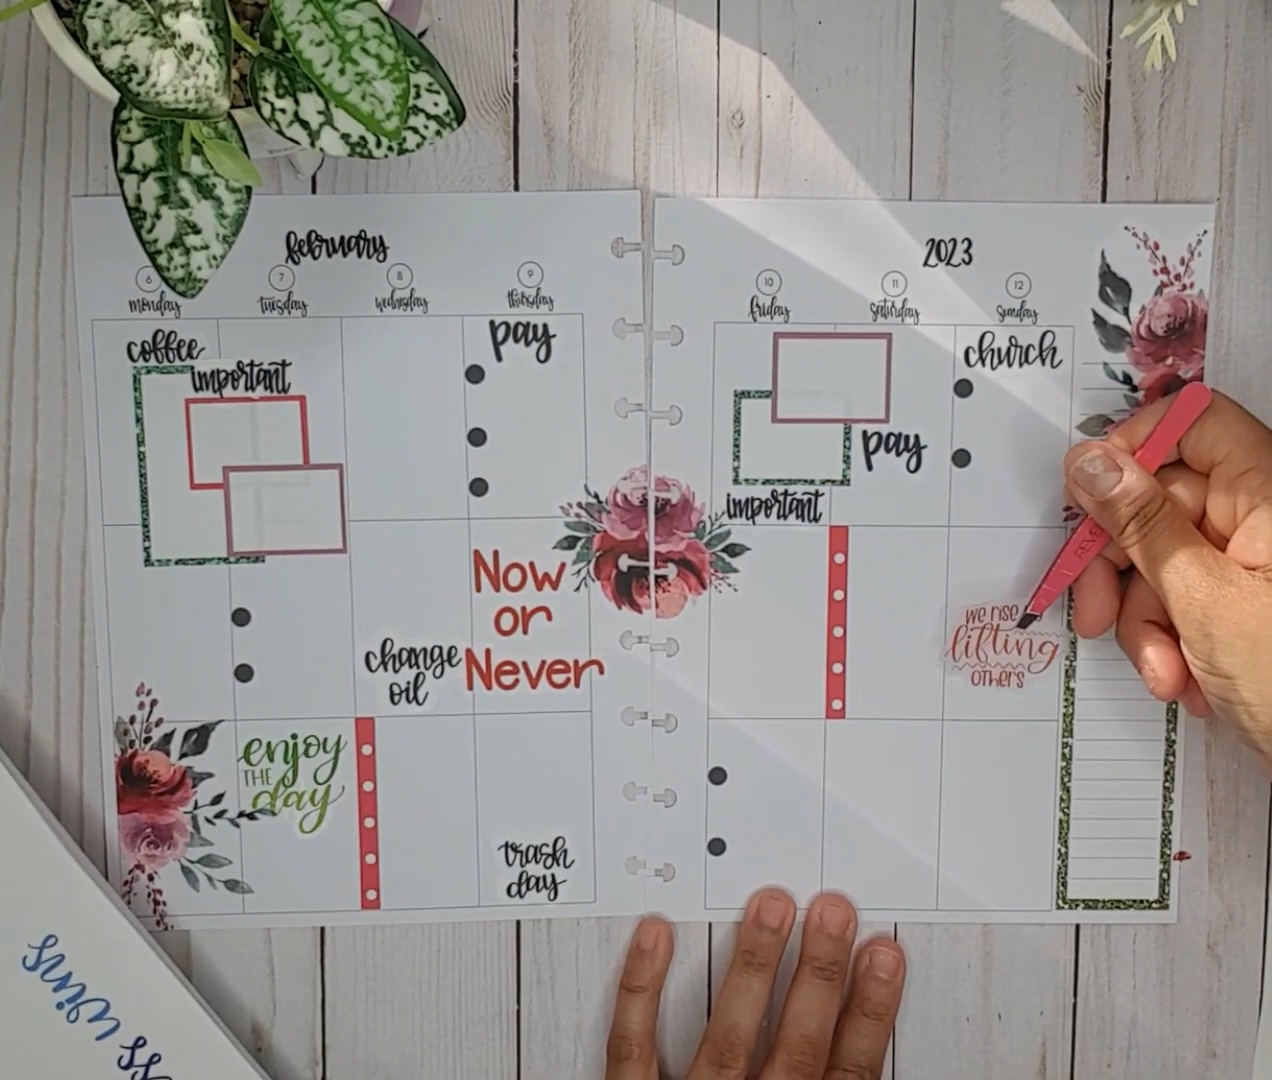 february
2023
6
7
8
9
10
11
12
monday
tuesday
wednesday
thursday
friday
saturday
sunday
coffee
important
pay
church
pay
important
Now
or
Never
change
oil
we rise
lifting
others
enjoy
THE
day
trash
day
wins